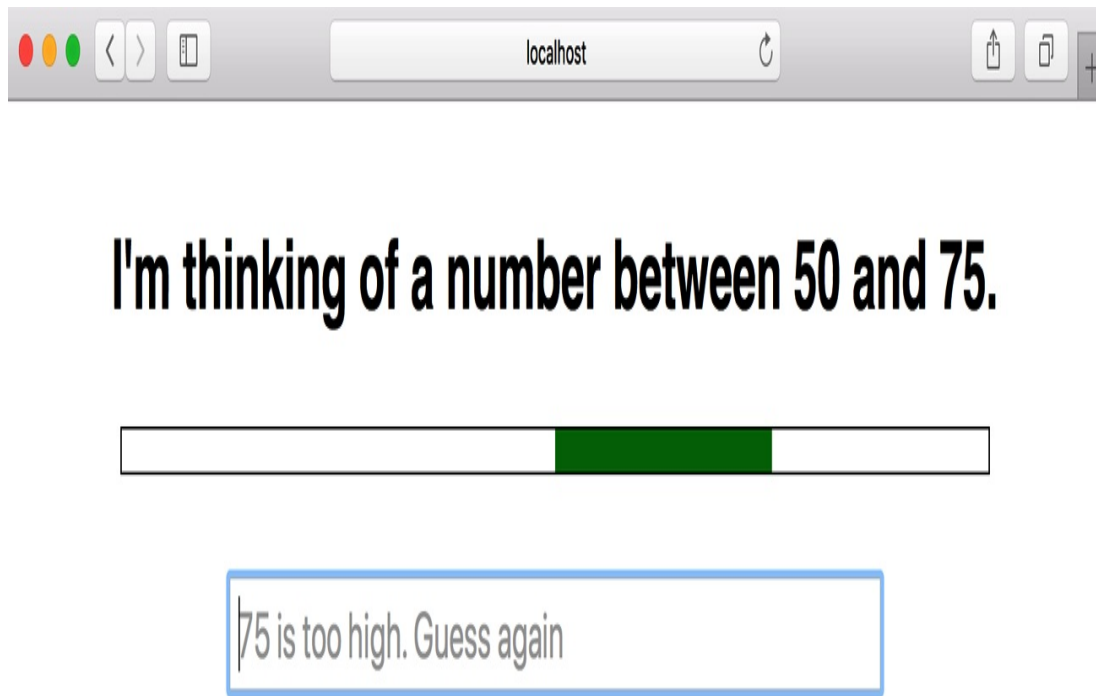 localhost
I'm thinking of a number between 50 and 75.
75 is too high. Guess again